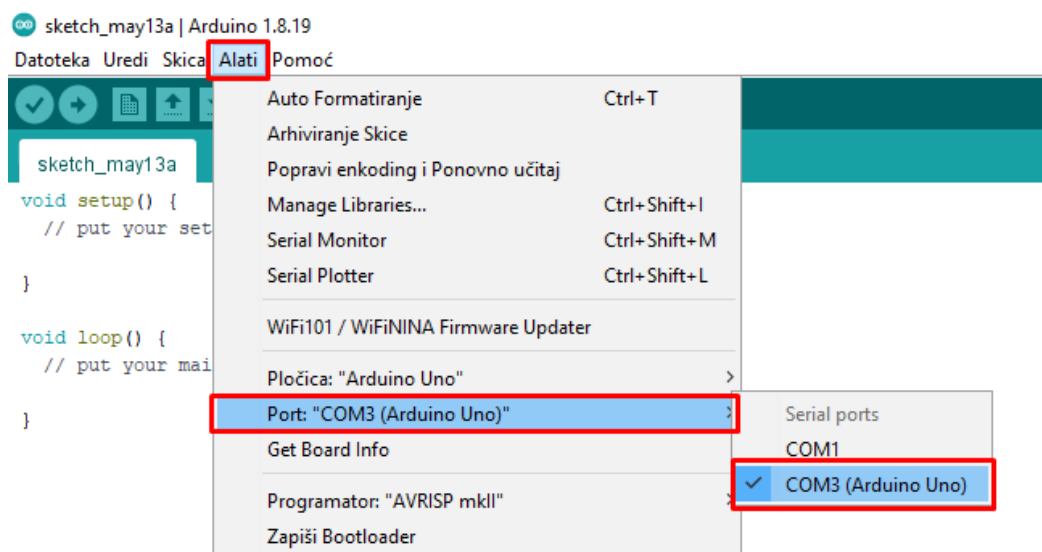 sketch_may13a | Arduino 1.8.19
Datoteka Uredi Skica Alati Pomoć
Auto Formatiranje Ctrl+T
Arhiviranje Skice
sketch_may13a
Popravi enkoding i Ponovno učitaj
void setup() {
Manage Libraries... Ctrl+Shift+I
// put your set
Serial Monitor Ctrl+Shift+M
}
Serial Plotter Ctrl+Shift+L
WiFi101 / WiFiNINA Firmware Updater
void loop() {
// put your mai
Pločica: "Arduino Uno"
}
Port: "COM3 (Arduino Uno)"
Serial ports
Get Board Info
COM1
COM3 (Arduino Uno)
Programator: "AVRISP mkII"
Zapiši Bootloader